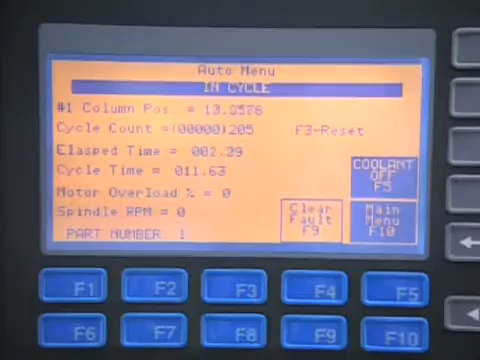 Auto Menu
IN CYCLE
#1 Column Pos. = 13.8576
Cycle Count =(00000)205 F3-Reset
Elasped Time = 002.29
Cycle Time = 011.63
COOLANT
OFF
F5
Motor Overload % = 0
Spindle RPM = 0
Clear
Fault
F9
Main
Menu
F10
PART NUMBER: 1
F1 F2 F3 F4 F5
F6 F7 F8 F9 F10